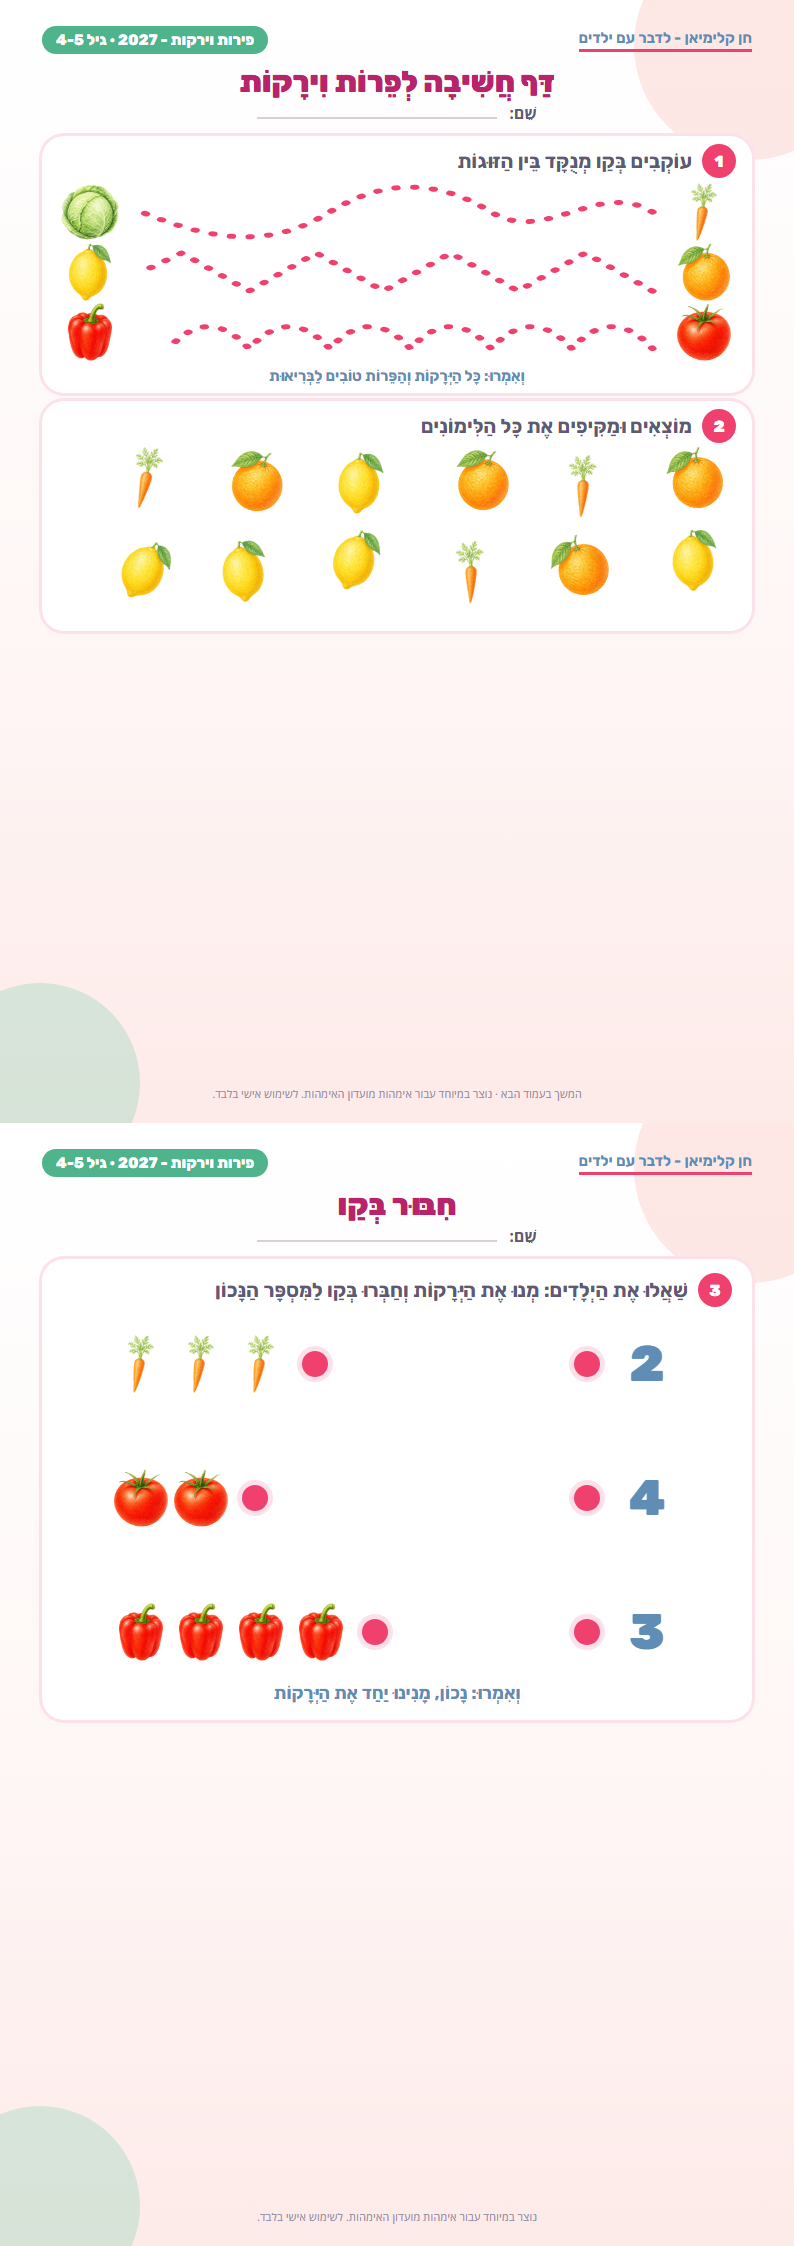 חן קלימיאן - לדבר עם ילדים
פירות וירקות - 2027 • גיל 4-5
דַּף חֲשִׁיבָה לְפֵּרוֹת וִירָקוֹת
שֵׁם:
1
עוֹקְבִים בְּקַו מְנֻקָּד בֵּין הַזּוּגוֹת
וְאִמְרוּ: כָּל הַיְּרָקוֹת וְהַפֵּרוֹת טוֹבִים לַבְּרִיאוּת
2
מוֹצְאִים וּמַקִּיפִים אֶת כָּל הַלִּימוֹנִים
המשך בעמוד הבא · נוצר במיוחד עבור אימהות מועדון האימהות. לשימוש אישי בלבד.
חן קלימיאן - לדבר עם ילדים
פירות וירקות - 2027 • גיל 4-5
חִבּוּר בְּקַו
שֵׁם:
3
שַׁאֲלוּ אֶת הַיְלָדִים: מְנוּ אֶת הַיְּרָקוֹת וְחַבְּרוּ בְּקַו לַמִּסְפָּר הַנָּכוֹן
2
4
3
וְאִמְרוּ: נָכוֹן, מָנִינוּ יַחַד אֶת הַיְּרָקוֹת
נוצר במיוחד עבור אימהות מועדון האימהות. לשימוש אישי בלבד.